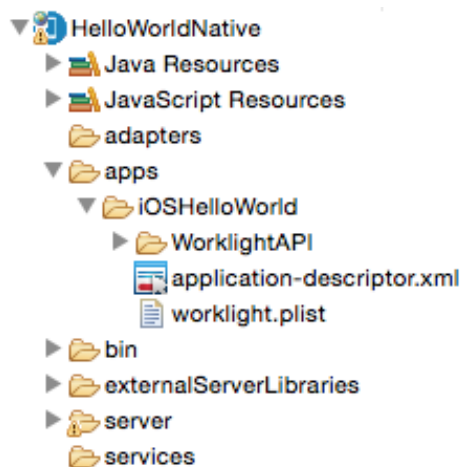 HelloWorldNative
Java Resources
JavaScript Resources
adapters
apps
iOSHelloWorld
WorklightAPI
application-descriptor.xml
worklight.plist
bin
externalServerLibraries
server
services